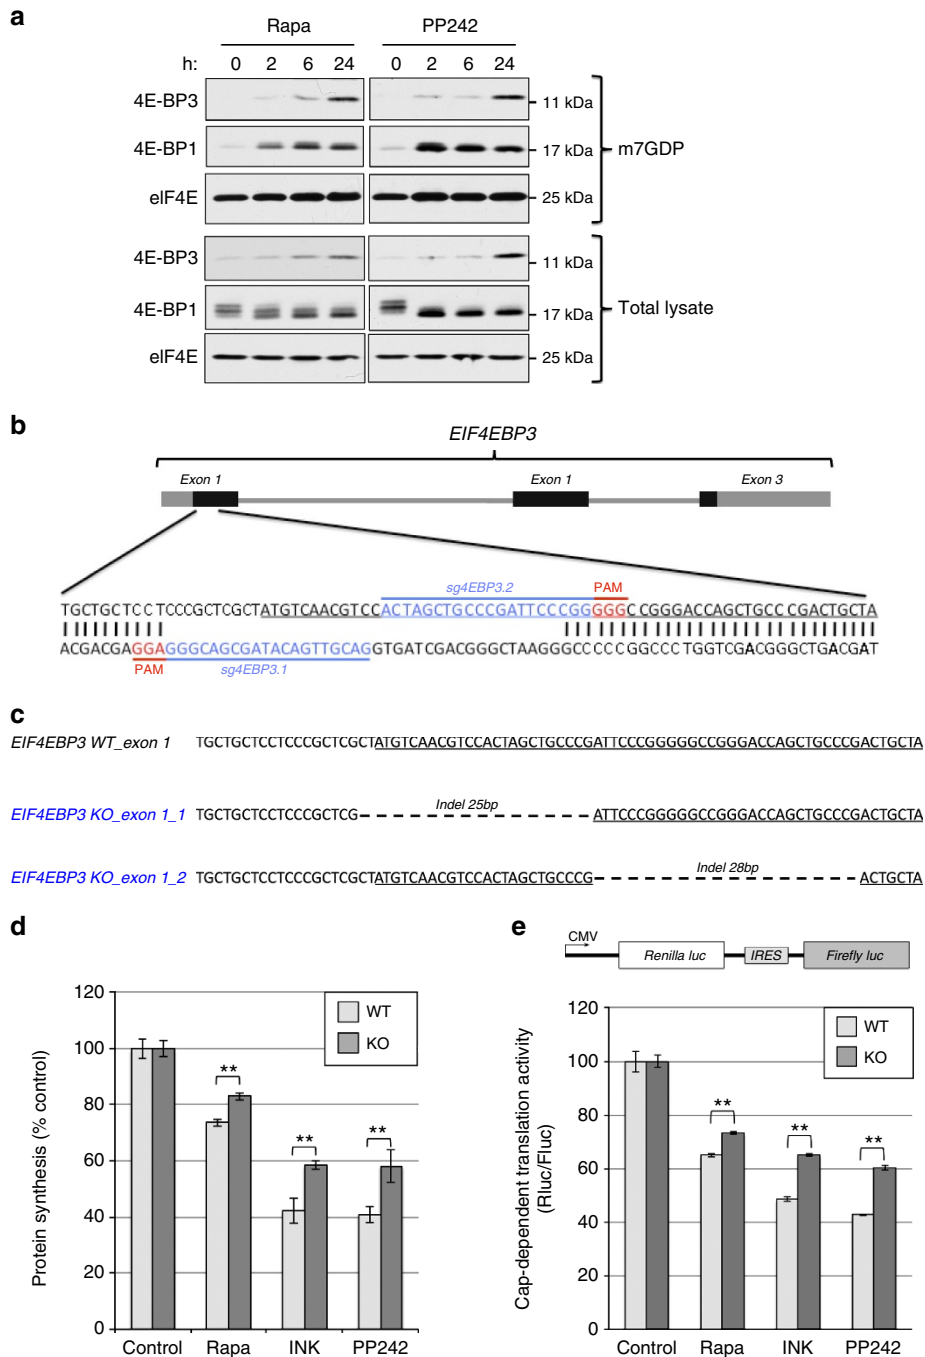 a
Rapa PP242
h: 0 2 6 24 0 2 6 24
4E-BP3 11 kDa
4E-BP1 17 kDa m7GDP
eIF4E 25 kDa
4E-BP3 11 kDa
4E-BP1 17 kDa Total lysate
eIF4E 25 kDa
b
EIF4EBP3
Exon 1 Exon 1 Exon 3
sg4EBP3.2 PAM
TGCTGCTCCTCCCGCTCGCTATGTCAACGTCCACTAGCTGCCCGATTCCCGGGGGCCGGGACCAGCTGCCCGACTGCTA
ACGACGAGGAGGGCAGCGATACAGTTGCAGGTGATCGACGGGCTAAGGGCCCCCGGCCCTGGTCGACGGGCTGACGAT
PAM sg4EBP3.1
c
EIF4EBP3 WT_exon 1 TGCTGCTCCTCCCGCTCGCTATGTCAACGTCCACTAGCTGCCCGATTCCCGGGGGCCGGGACCAGCTGCCCGACTGCTA
EIF4EBP3 KO_exon 1_1 TGCTGCTCCTCCCGCTCG Indel 25bp ATTCCCGGGGGCCGGGACCAGCTGCCCGACTGCTA
EIF4EBP3 KO_exon 1_2 TGCTGCTCCTCCCGCTCGCTATGTCAACGTCCACTAGCTGCCCG Indel 28bp ACTGCTA
d
Protein synthesis (% control)
120
100
80
60
40
20
0
WT
KO
** ** **
Control Rapa INK PP242
e
CMV
Renilla luc IRES Firefly luc
Cap-dependent translation activity
(Rluc/Fluc)
120
100
80
60
40
20
0
WT
KO
** ** **
Control Rapa INK PP242